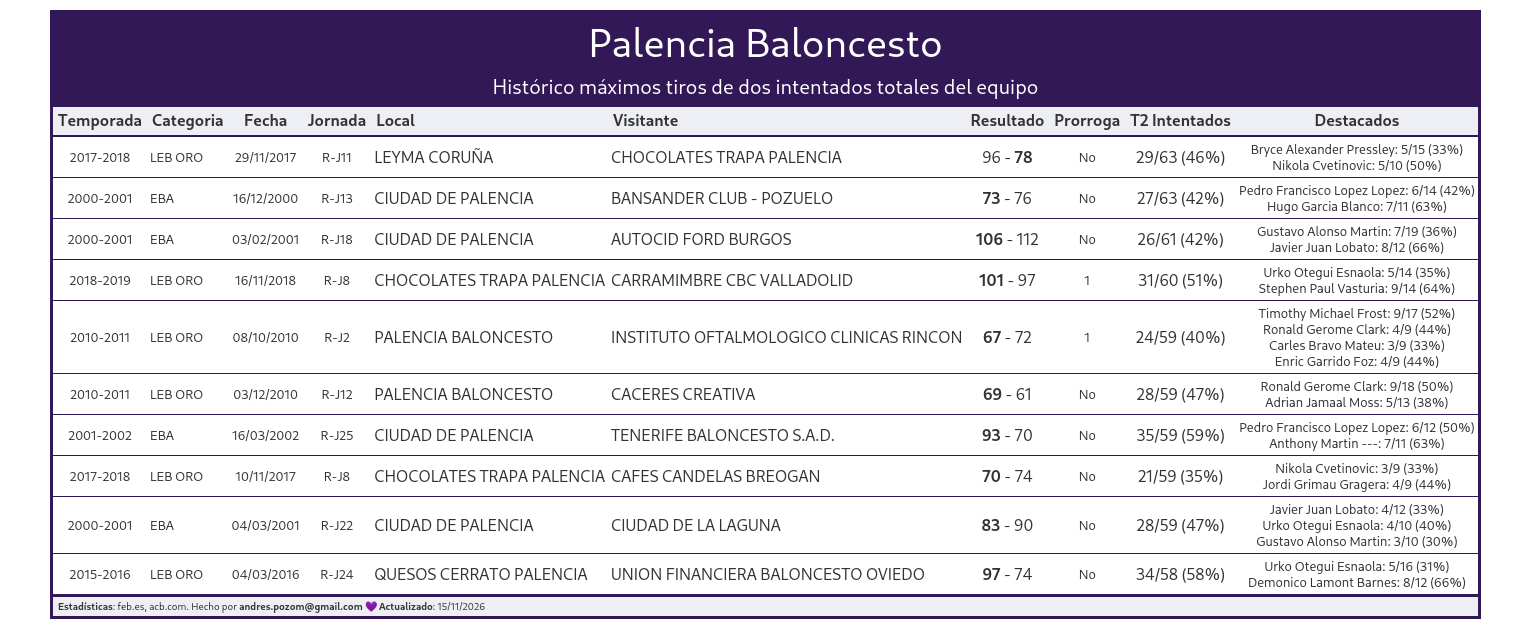 Palencia Baloncesto
Histórico máximos tiros de dos intentados totales del equipo
Temporada Categoria Fecha Jornada Local Visitante Resultado Prorroga T2 Intentados Destacados
2017-2018 LEB ORO 29/11/2017 R-J11 LEYMA CORUÑA CHOCOLATES TRAPA PALENCIA 96 - 78 No 29/63 (46%) Bryce Alexander Pressley: 5/15 (33%)
Nikola Cvetinovic: 5/10 (50%)
2000-2001 EBA 16/12/2000 R-J13 CIUDAD DE PALENCIA BANSANDER CLUB - POZUELO 73 - 76 No 27/63 (42%) Pedro Francisco Lopez Lopez: 6/14 (42%)
Hugo Garcia Blanco: 7/11 (63%)
2000-2001 EBA 03/02/2001 R-J18 CIUDAD DE PALENCIA AUTOCID FORD BURGOS 106 - 112 No 26/61 (42%) Gustavo Alonso Martin: 7/19 (36%)
Javier Juan Lobato: 8/12 (66%)
2018-2019 LEB ORO 16/11/2018 R-J8 CHOCOLATES TRAPA PALENCIA CARRAMIMBRE CBC VALLADOLID 101 - 97 1 31/60 (51%) Urko Otegui Esnaola: 5/14 (35%)
Stephen Paul Vasturia: 9/14 (64%)
2010-2011 LEB ORO 08/10/2010 R-J2 PALENCIA BALONCESTO INSTITUTO OFTALMOLOGICO CLINICAS RINCON 67 - 72 1 24/59 (40%) Timothy Michael Frost: 9/17 (52%)
Ronald Gerome Clark: 4/9 (44%)
Carles Bravo Mateu: 3/9 (33%)
Enric Garrido Foz: 4/9 (44%)
2010-2011 LEB ORO 03/12/2010 R-J12 PALENCIA BALONCESTO CACERES CREATIVA 69 - 61 No 28/59 (47%) Ronald Gerome Clark: 9/18 (50%)
Adrian Jamaal Moss: 5/13 (38%)
2001-2002 EBA 16/03/2002 R-J25 CIUDAD DE PALENCIA TENERIFE BALONCESTO S.A.D. 93 - 70 No 35/59 (59%) Pedro Francisco Lopez Lopez: 6/12 (50%)
Anthony Martin ---: 7/11 (63%)
2017-2018 LEB ORO 10/11/2017 R-J8 CHOCOLATES TRAPA PALENCIA CAFES CANDELAS BREOGAN 70 - 74 No 21/59 (35%) Nikola Cvetinovic: 3/9 (33%)
Jordi Grimau Gragera: 4/9 (44%)
2000-2001 EBA 04/03/2001 R-J22 CIUDAD DE PALENCIA CIUDAD DE LA LAGUNA 83 - 90 No 28/59 (47%) Javier Juan Lobato: 4/12 (33%)
Urko Otegui Esnaola: 4/10 (40%)
Gustavo Alonso Martin: 3/10 (30%)
2015-2016 LEB ORO 04/03/2016 R-J24 QUESOS CERRATO PALENCIA UNION FINANCIERA BALONCESTO OVIEDO 97 - 74 No 34/58 (58%) Urko Otegui Esnaola: 5/16 (31%)
Demonico Lamont Barnes: 8/12 (66%)
Estadísticas: feb.es, acb.com. Hecho por andres.pozom@gmail.com 💜 Actualizado: 15/11/2026